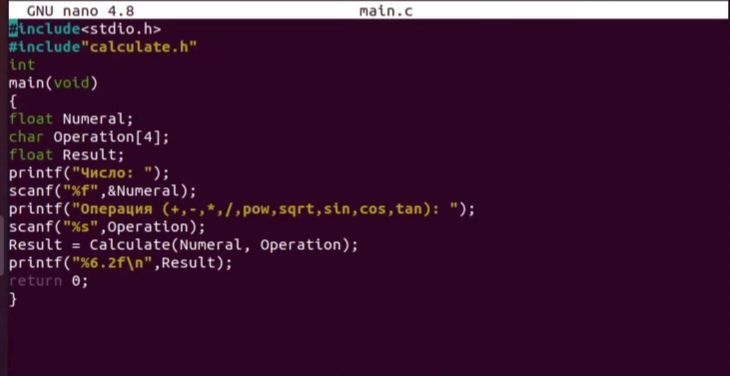 GNU nano 4.8 main.c
#include<stdio.h>
#include"calculate.h"
int
main(void)
{
float Numeral;
char Operation[4];
float Result;
printf("Число: ");
scanf("%f",&Numeral);
printf("Операция (+,-,*,/,pow,sqrt,sin,cos,tan): ");
scanf("%s",Operation);
Result = Calculate(Numeral, Operation);
printf("%6.2f\n",Result);
return 0;
}